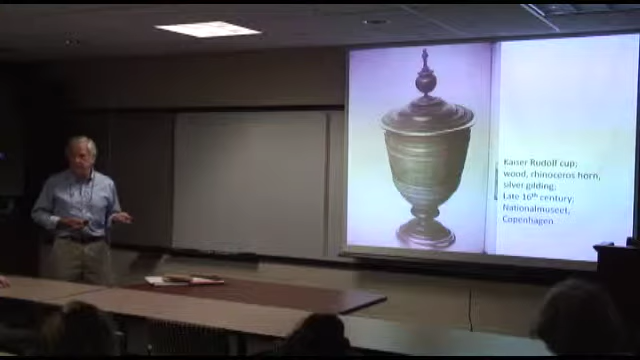 Kaiser Rudolf cup;
wood, rhinoceros horn,
silver gilding;
Late 16th century;
Nationalmuseet,
Copenhagen